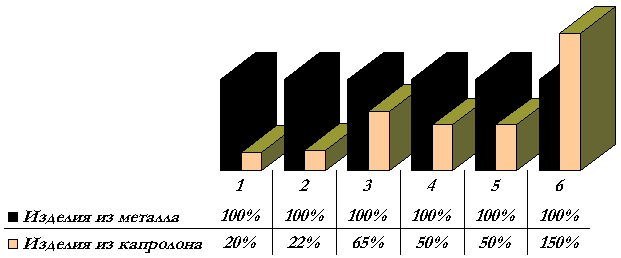 1 2 3 4 5 6
Изделия из металла 100% 100% 100% 100% 100% 100%
Изделия из капролона 20% 22% 65% 50% 50% 150%